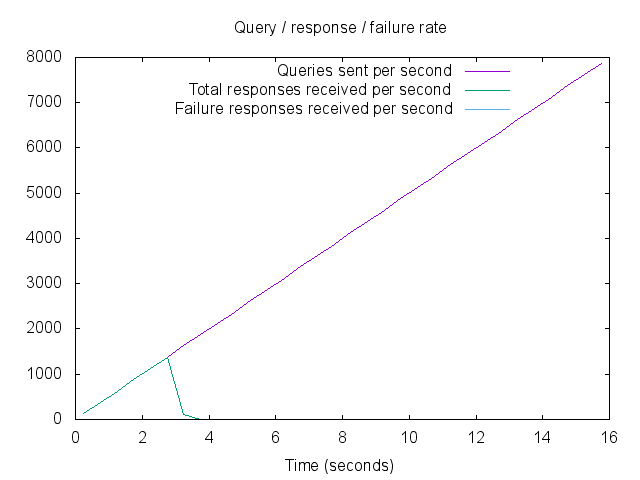 Query / response / failure rate
8000
7000
6000
5000
4000
3000
2000
1000
0
Queries sent per second
Total responses received per second
Failure responses received per second
0 2 4 6 8 10 12 14 16
Time (seconds)